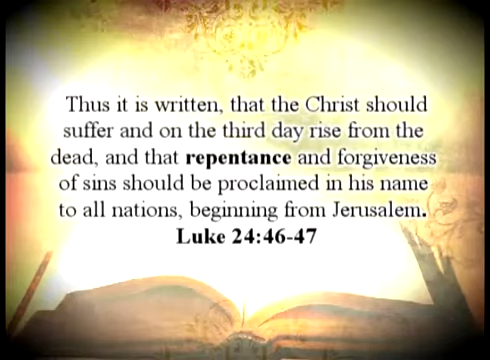 Thus it is written, that the Christ should
suffer and on the third day rise from the
dead, and that repentance and forgiveness
of sins should be proclaimed in his name
to all nations, beginning from Jerusalem.
Luke 24:46-47